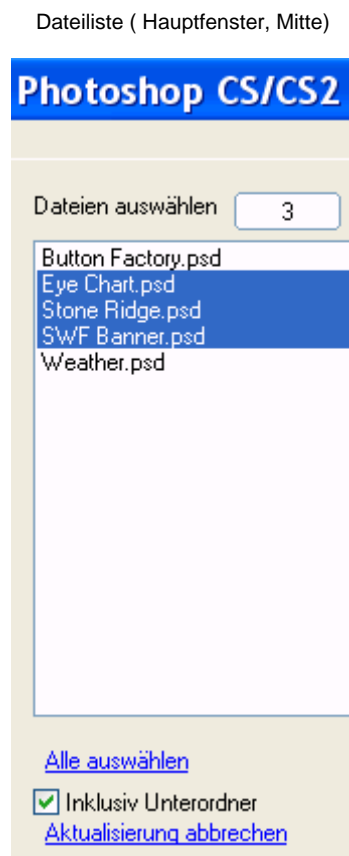 Dateiliste ( Hauptfenster, Mitte)
Photoshop CS/CS2
Dateien auswählen 3
Button Factory.psd
Eye Chart.psd
Stone Ridge.psd
SWF Banner.psd
Weather.psd
Alle auswählen
Inklusiv Unterordner
Aktualisierung abbrechen